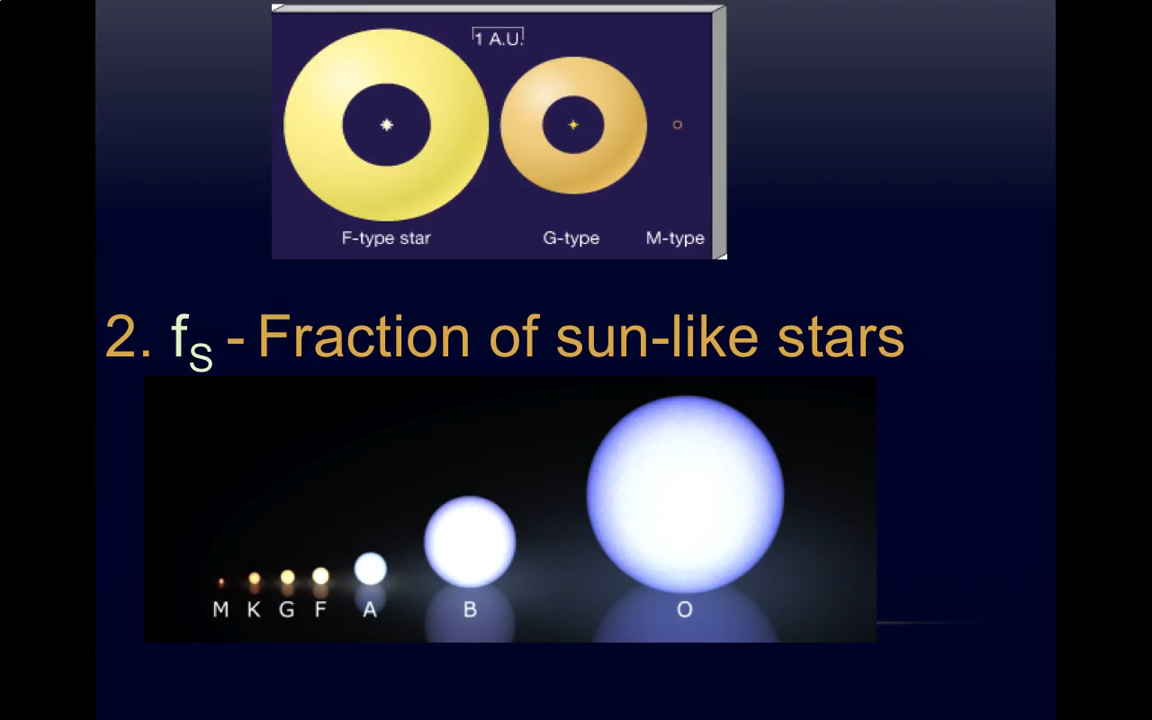 1 A.U.
F-type star G-type M-type
2. fS - Fraction of sun-like stars
M K G F A B O